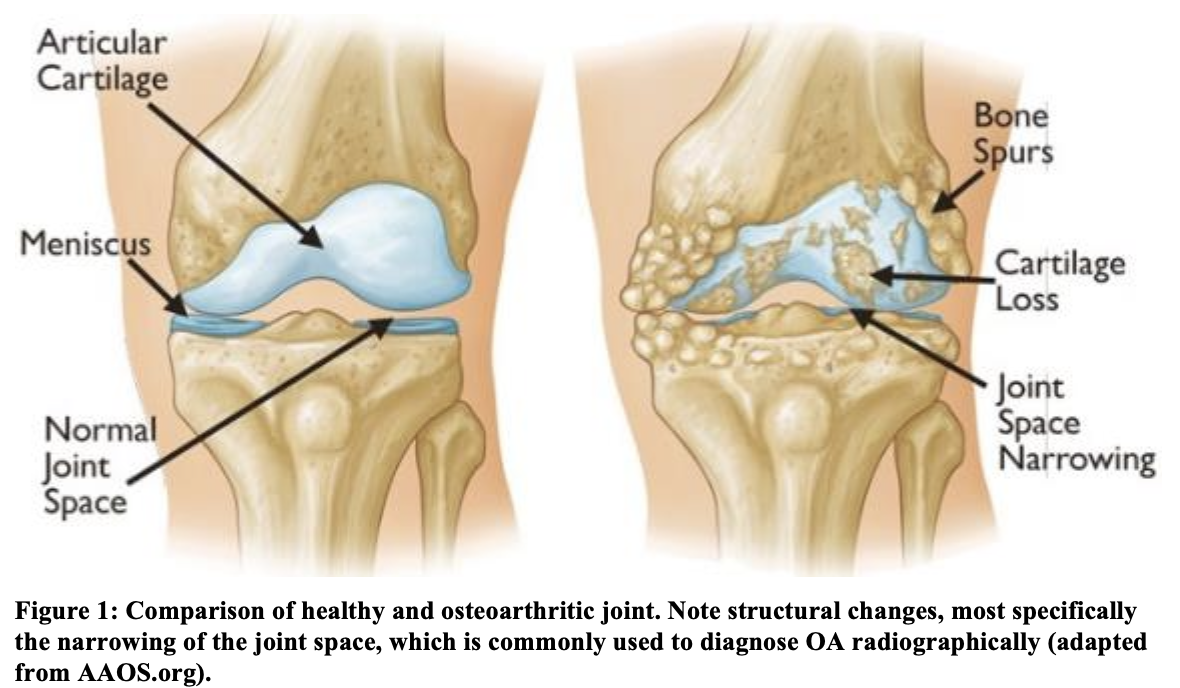 Articular
Cartilage
Meniscus
Normal
Joint
Space
Bone
Spurs
Cartilage
Loss
Joint
Space
Narrowing
Figure 1: Comparison of healthy and osteoarthritic joint. Note structural changes, most specifically
the narrowing of the joint space, which is commonly used to diagnose OA radiographically (adapted
from AAOS.org).